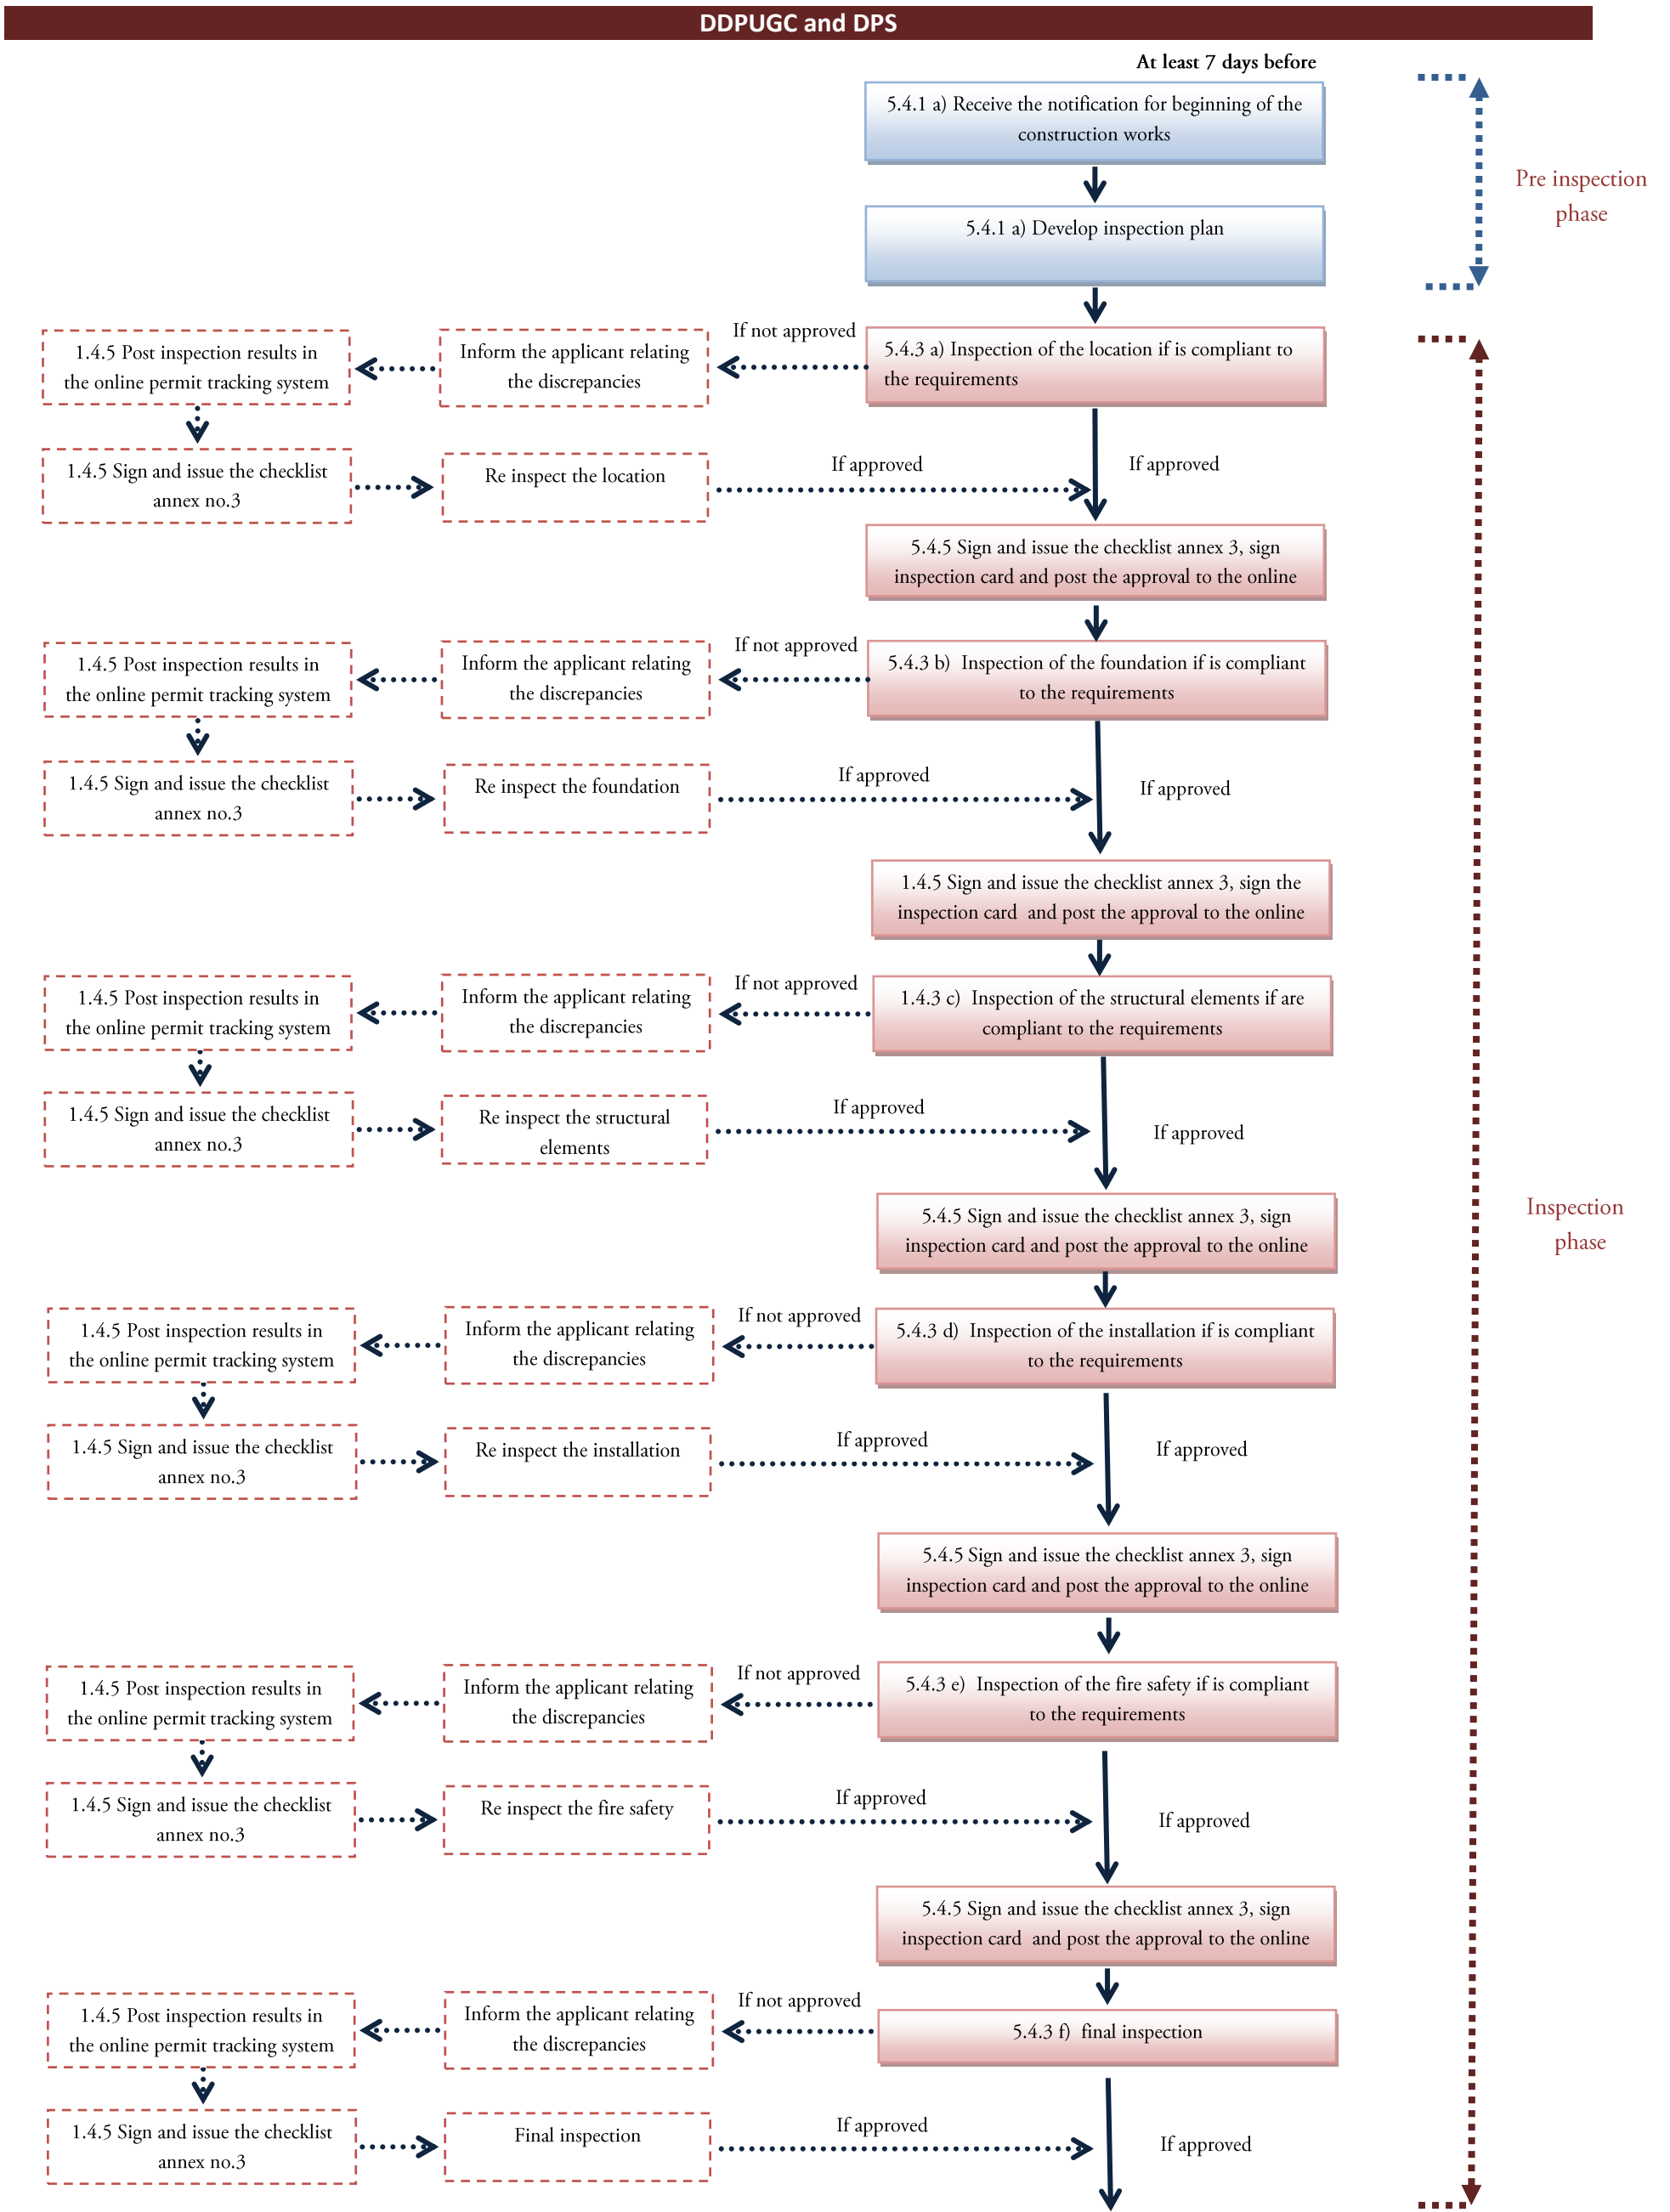 DDPUGC and DPS
At least 7 days before
5.4.1 a) Receive the notification for beginning of the
construction works
Pre inspection
phase
5.4.1 a) Develop inspection plan
If not approved
5.4.3 a) Inspection of the location if is compliant to
the requirements
Inform the applicant relating
the discrepancies
1.4.5 Post inspection results in
the online permit tracking system
1.4.5 Sign and issue the checklist
annex no.3
Re inspect the location
If approved
If approved
5.4.5 Sign and issue the checklist annex 3, sign
inspection card and post the approval to the online
If not approved
5.4.3 b) Inspection of the foundation if is compliant
to the requirements
Inform the applicant relating
the discrepancies
1.4.5 Post inspection results in
the online permit tracking system
1.4.5 Sign and issue the checklist
annex no.3
Re inspect the foundation
If approved
If approved
1.4.5 Sign and issue the checklist annex 3, sign the
inspection card and post the approval to the online
If not approved
1.4.3 c) Inspection of the structural elements if are
compliant to the requirements
Inform the applicant relating
the discrepancies
1.4.5 Post inspection results in
the online permit tracking system
1.4.5 Sign and issue the checklist
annex no.3
Re inspect the structural
elements
If approved
If approved
5.4.5 Sign and issue the checklist annex 3, sign
inspection card and post the approval to the online
Inspection
phase
If not approved
5.4.3 d) Inspection of the installation if is compliant
to the requirements
Inform the applicant relating
the discrepancies
1.4.5 Post inspection results in
the online permit tracking system
1.4.5 Sign and issue the checklist
annex no.3
Re inspect the installation
If approved
If approved
5.4.5 Sign and issue the checklist annex 3, sign
inspection card and post the approval to the online
If not approved
5.4.3 e) Inspection of the fire safety if is compliant
to the requirements
Inform the applicant relating
the discrepancies
1.4.5 Post inspection results in
the online permit tracking system
1.4.5 Sign and issue the checklist
annex no.3
Re inspect the fire safety
If approved
If approved
5.4.5 Sign and issue the checklist annex 3, sign
inspection card and post the approval to the online
If not approved
5.4.3 f) final inspection
Inform the applicant relating
the discrepancies
1.4.5 Post inspection results in
the online permit tracking system
1.4.5 Sign and issue the checklist
annex no.3
Final inspection
If approved
If approved